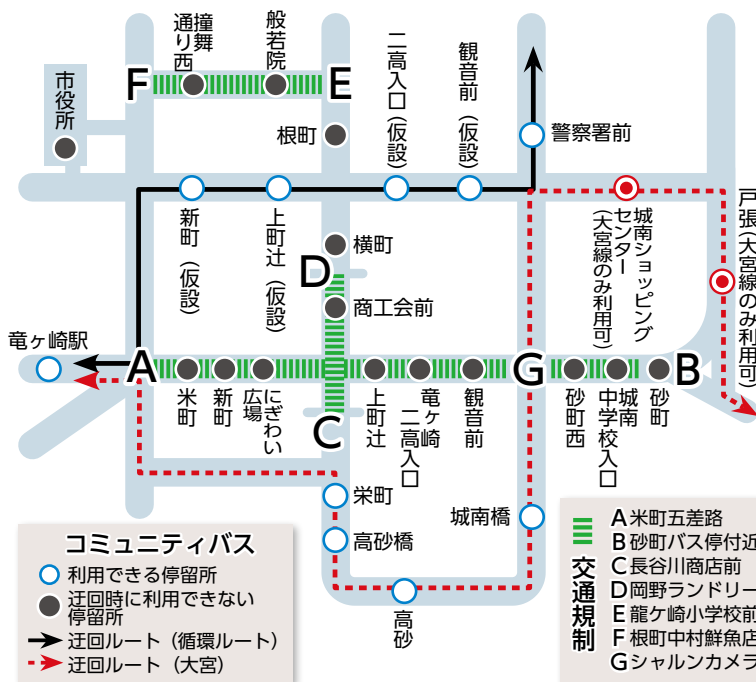 撞舞
通り西
般若院
二高入口（仮設）
観音前（仮設）
F
E
市役所
根町
警察署前
新町（仮設）
上町辻（仮設）
横町
城南ショッピング
センター
（大宮線のみ利用可）
戸張（大宮線のみ利用可）
D
商工会前
竜ヶ崎駅
A
G
B
米町
新町
にぎわい
広場
上町辻
竜ヶ崎
二高入口
観音前
砂町西
城南
中学校入口
砂町
C
栄町
城南橋
高砂橋
高砂
コミュニティバス
利用できる停留所
迂回時に利用できない
停留所
迂回ルート（循環ルート）
迂回ルート（大宮）
交通規制
A米町五差路
B砂町バス停付近
C長谷川商店前
D岡野ランドリー
E龍ケ崎小学校前
F根町中村鮮魚店
Gシャルンカメラ